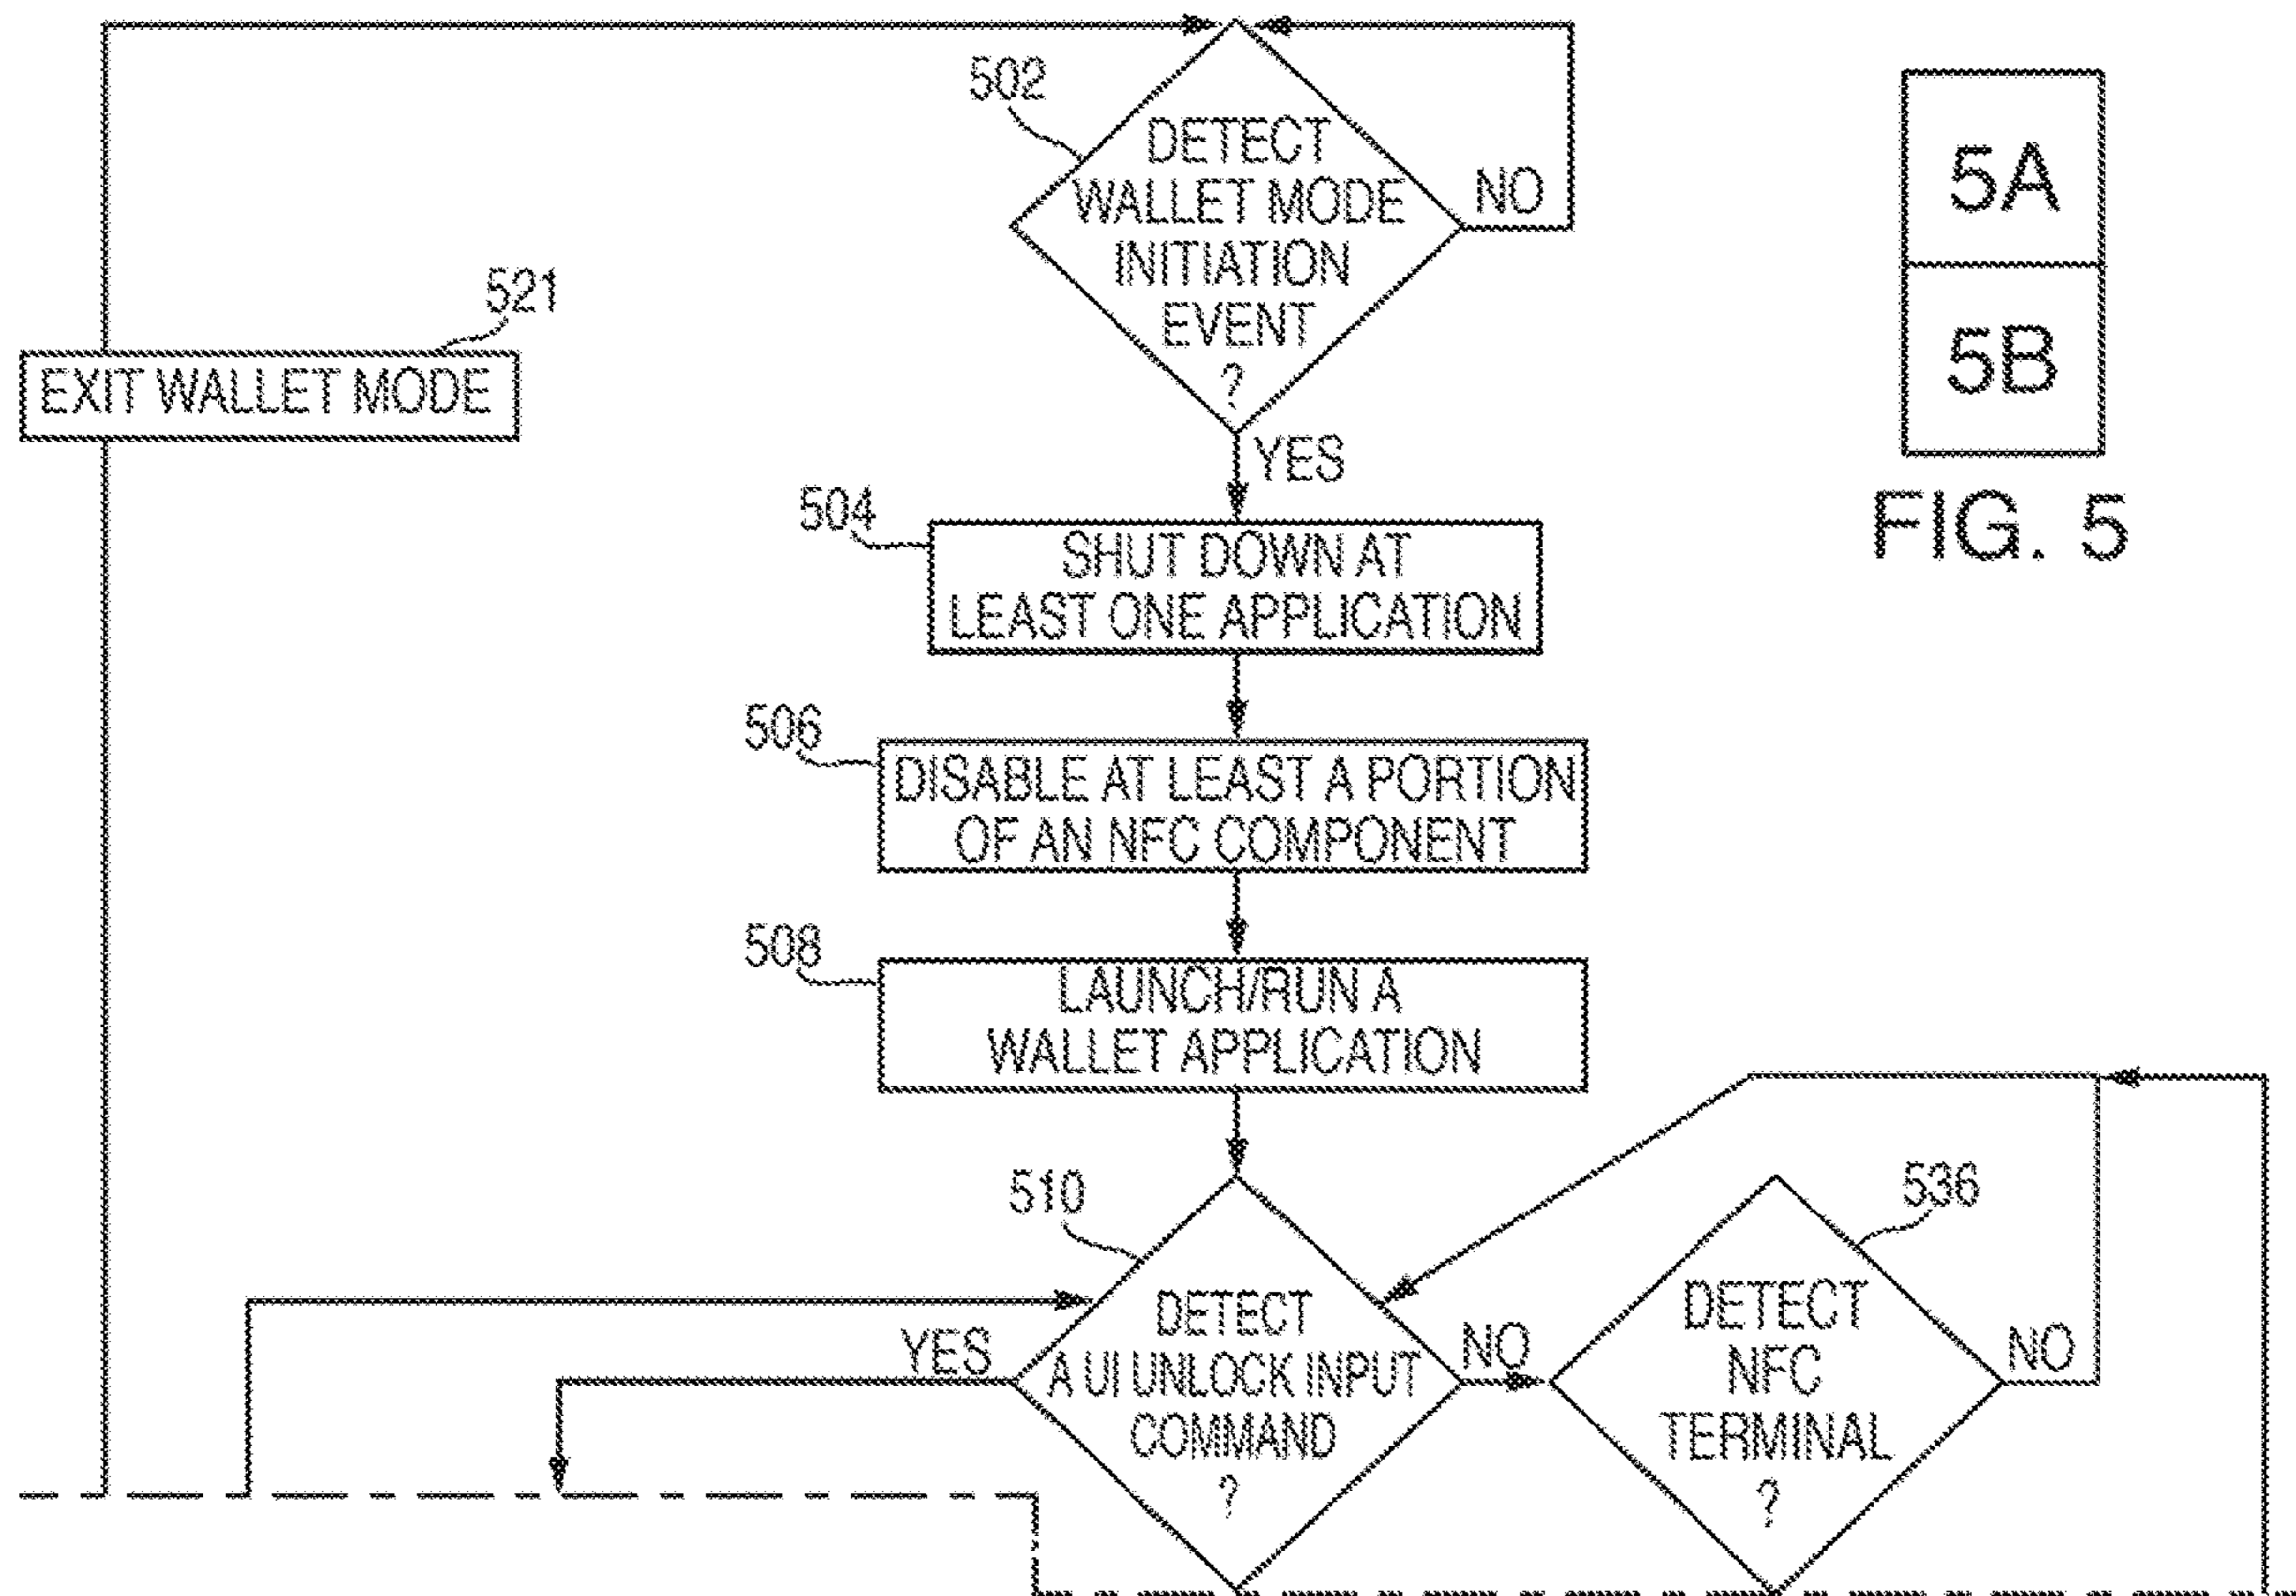 502
DETECT
WALLET MODE
INITIATION
EVENT
?
NO
5A
5B
FIG. 5
521
EXIT WALLET MODE
YES
504
SHUT DOWN AT
LEAST ONE APPLICATION
506
DISABLE AT LEAST A PORTION
OF AN NFC COMPONENT
508
LAUNCH/RUN A
WALLET APPLICATION
510
DETECT
A UI UNLOCK INPUT
COMMAND
?
YES
NO
536
DETECT
NFC
TERMINAL
?
NO